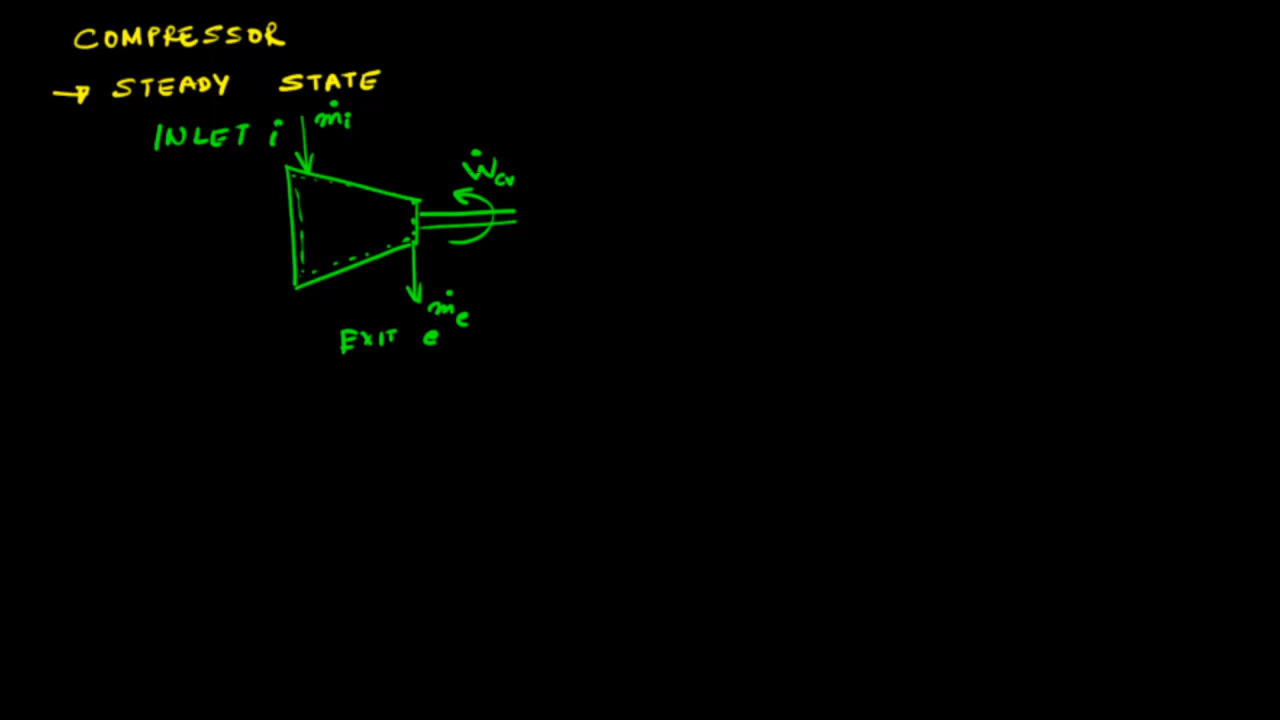 COMPRESSOR
→ STEADY STATE
INLET i ṁi
Ẇcv
ṁe
EXIT e